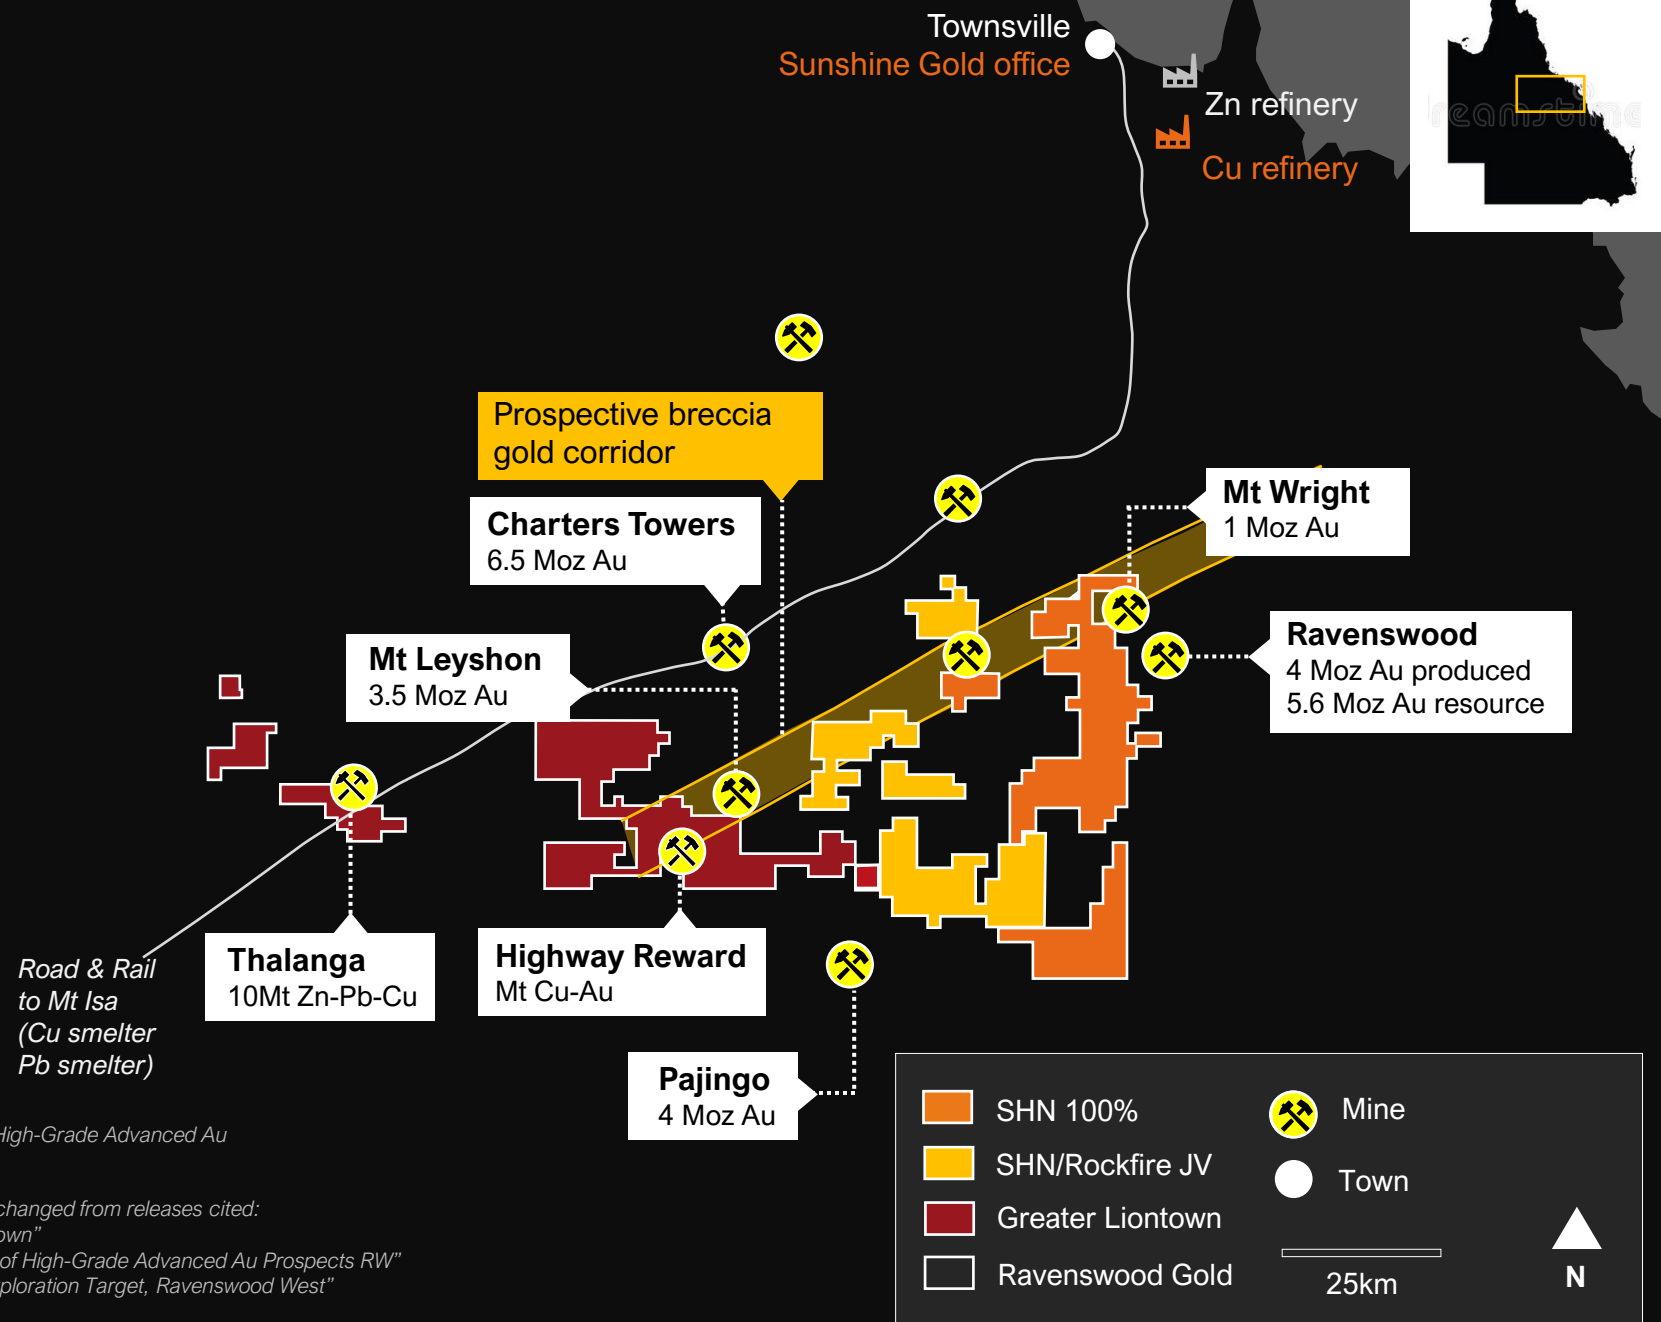 Townsville
Sunshine Gold office
Zn refinery
Cu refinery
Prospective breccia
gold corridor
Charters Towers
6.5 Moz Au
Mt Wright
1 Moz Au
Mt Leyshon
3.5 Moz Au
Ravenswood
4 Moz Au produced
5.6 Moz Au resource
Road & Rail
to Mt Isa
(Cu smelter
Pb smelter)
Thalanga
10Mt Zn-Pb-Cu
Highway Reward
Mt Cu-Au
Pajingo
4 Moz Au
High-Grade Advanced Au
changed from releases cited:
own”
of High-Grade Advanced Au Prospects RW”
xploration Target, Ravenswood West”
SHN 100%
SHN/Rockfire JV
Greater Liontown
Ravenswood Gold
Mine
Town
25km
N